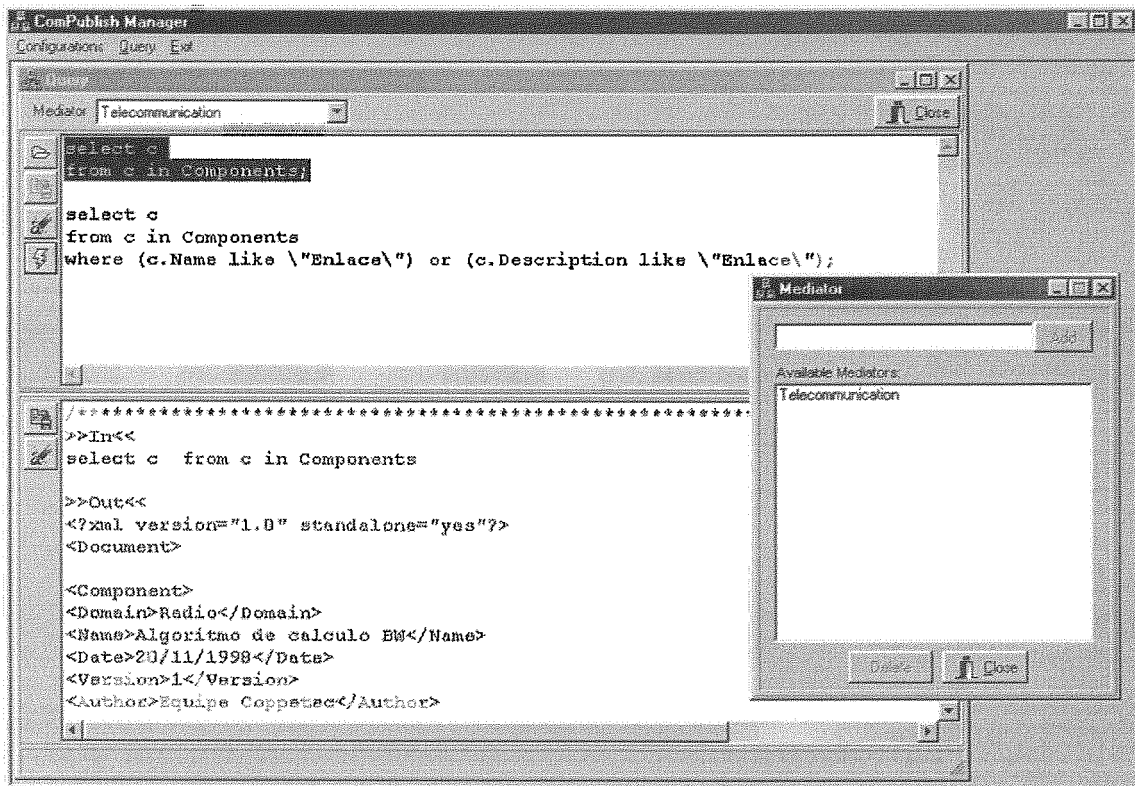 ComPublish Manager
Configurations Query Exit
Query
Mediator Telecommunication
Close
select c
from c in Components;
select c
from c in Components
where (c.Name like \"Enlace\") or (c.Description like \"Enlace\");
/**************************************************************
>>In<<
select c  from c in Components
>>Out<<
<?xml version="1.0" standalone="yes"?>
<Document>
<Component>
<Domain>Radio</Domain>
<Name>Algoritmo de calculo BW</Name>
<Date>20/11/1998</Date>
<Version>1</Version>
<Author>Equipe Coppetec</Author>
Mediator
Add
Available Mediators:
Telecommunication
Delete
Close